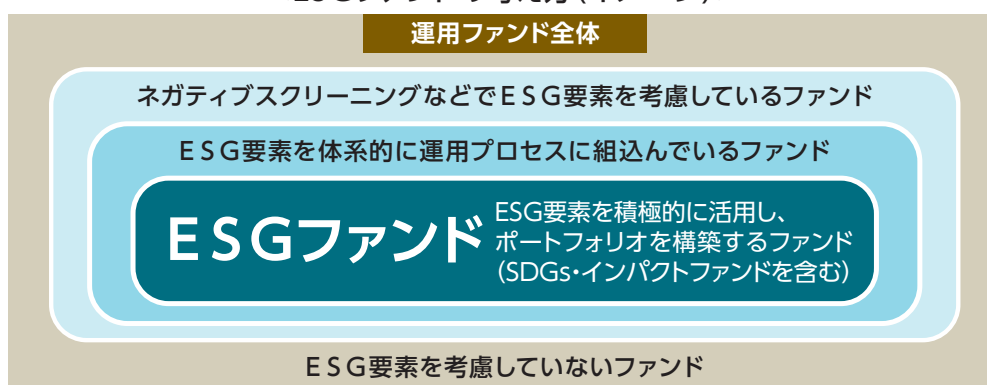 運用ファンド全体
ネガティブスクリーニングなどでESG要素を考慮しているファンド
ESG要素を体系的に運用プロセスに組込んでいるファンド
ESGファンド
ESG要素を積極的に活用し、
ポートフォリオを構築するファンド
(SDGs・インパクトファンドを含む)
ESG要素を考慮していないファンド